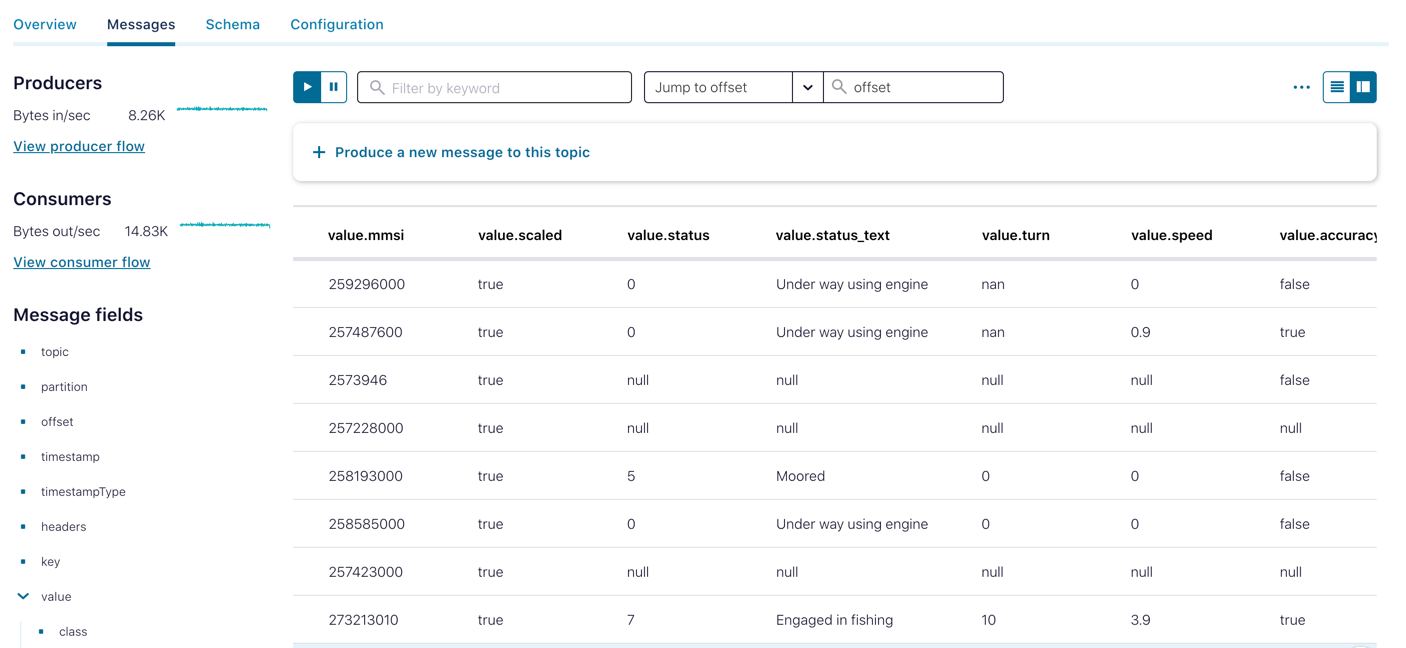 Overview Messages Schema Configuration
Producers
Bytes in/sec 8.26K
View producer flow
Consumers
Bytes out/sec 14.83K
View consumer flow
Message fields
topic
partition
offset
timestamp
timestampType
headers
key
value
class
Filter by keyword Jump to offset offset
Produce a new message to this topic
value.mmsi value.scaled value.status value.status_text value.turn value.speed value.accuracy
259296000 true 0 Under way using engine nan 0 false
257487600 true 0 Under way using engine nan 0.9 true
2573946 true null null null null false
257228000 true null null null null null
258193000 true 5 Moored 0 0 false
258585000 true 0 Under way using engine 0 0 false
257423000 true null null null null null
273213010 true 7 Engaged in fishing 10 3.9 true